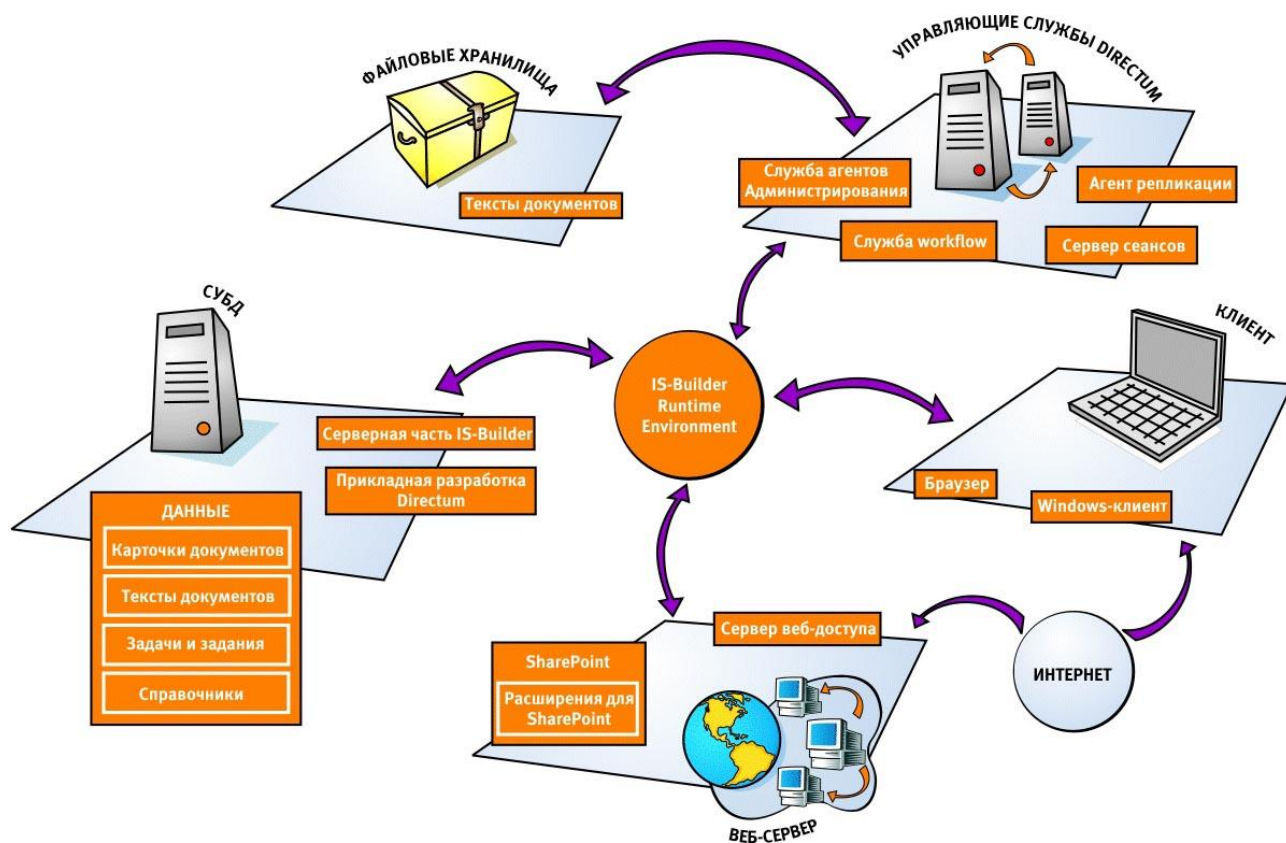 ФАЙЛОВЫЕ ХРАНИЛИЩА
Тексты документов
УПРАВЛЯЮЩИЕ СЛУЖБЫ DIRECTUM
Служба агентов
Администрирования
Агент репликации
Служба workflow
Сервер сеансов
СУБД
Серверная часть IS-Builder
Прикладная разработка
Directum
ДАННЫЕ
Карточки документов
Тексты документов
Задачи и задания
Справочники
IS-Builder
Runtime
Environment
КЛИЕНТ
Браузер
Windows-клиент
Сервер веб-доступа
SharePoint
Расширения для
SharePoint
ВЕБ-СЕРВЕР
ИНТЕРНЕТ